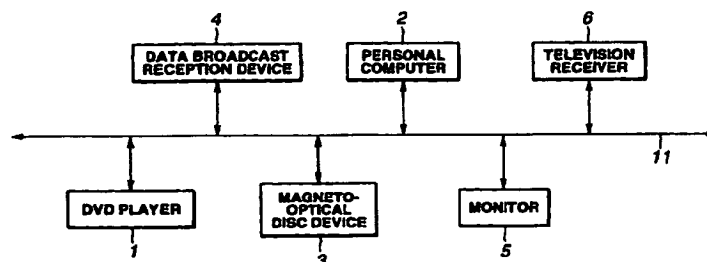 4
2
6
DATA BROADCAST
RECEPTION DEVICE
PERSONAL
COMPUTER
TELEVISION
RECEIVER
11
DVD PLAYER
MAGNETO-
OPTICAL
DISC DEVICE
MONITOR
1
3
5